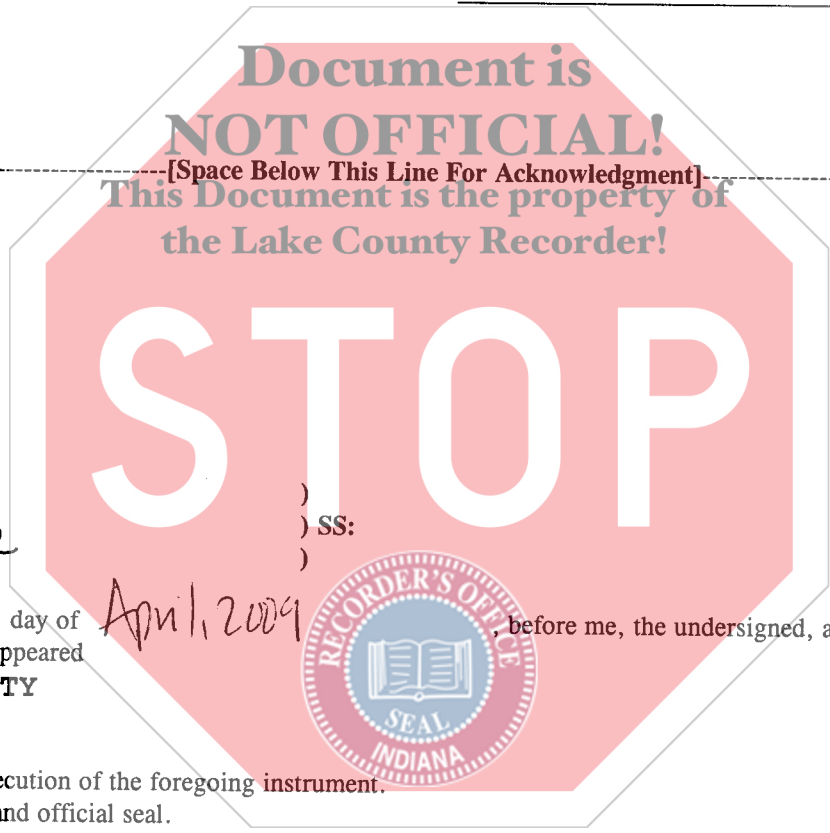 Document is
NOT OFFICIAL!
[Space Below This Line For Acknowledgment]
This Document is the property of
the Lake County Recorder!
STOP
)
) SS:
)
day of April, 2009, before me, the undersigned, a
ppeared
TY
RECORDER'S OFFICE
SEAL
INDIANA
ecution of the foregoing instrument.
and official seal.